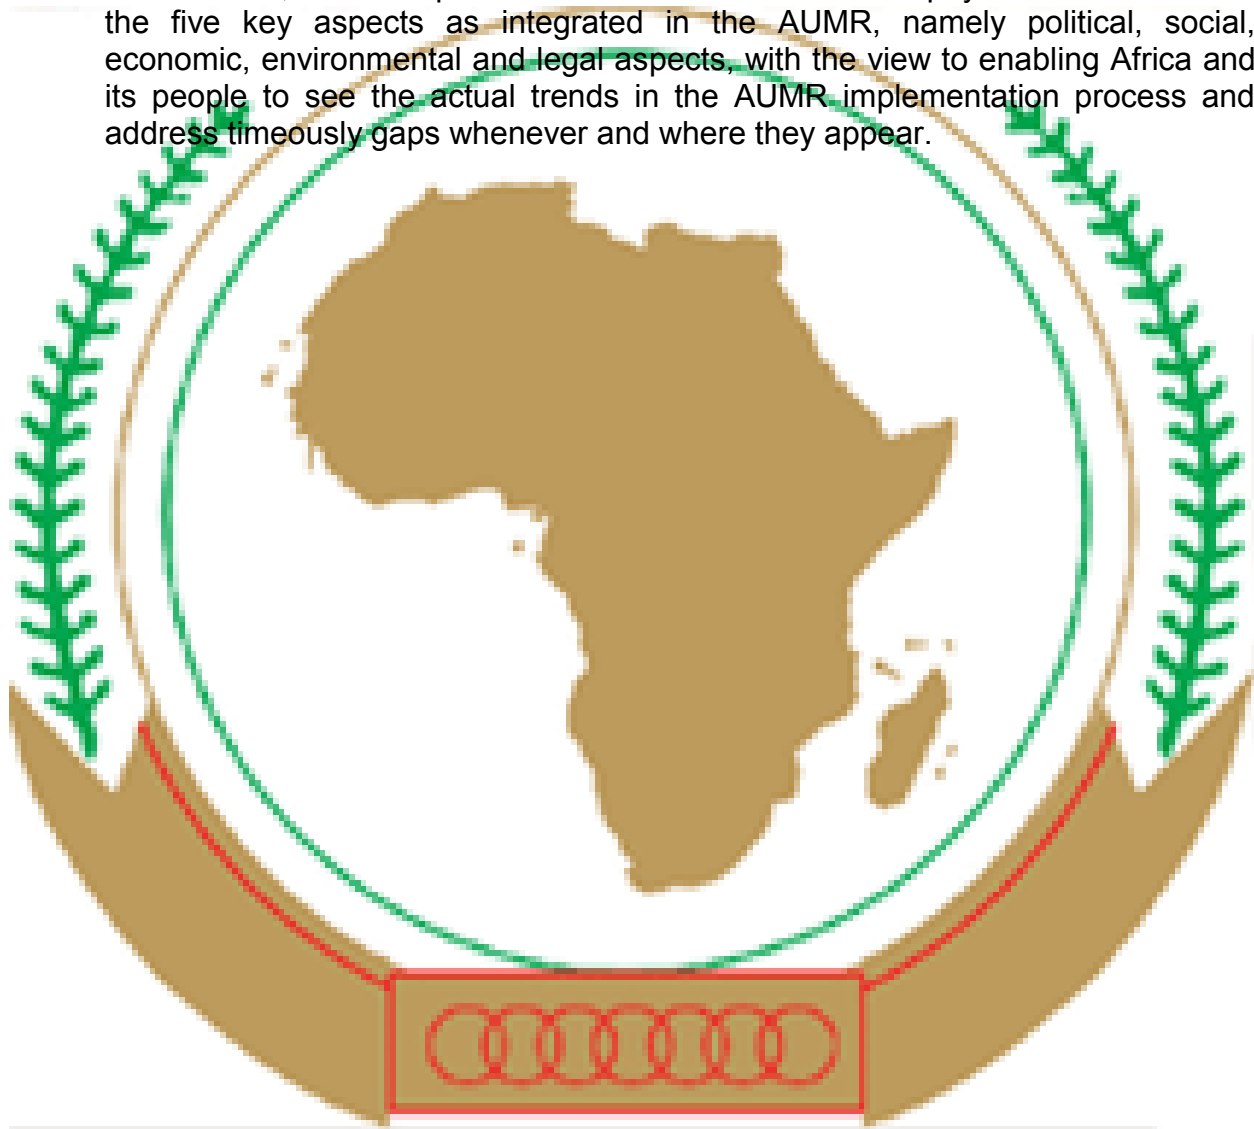 the five key aspects as integrated in the AUMR, namely political, social,
economic, environmental and legal aspects, with the view to enabling Africa and
its people to see the actual trends in the AUMR implementation process and
address timeously gaps whenever and where they appear.